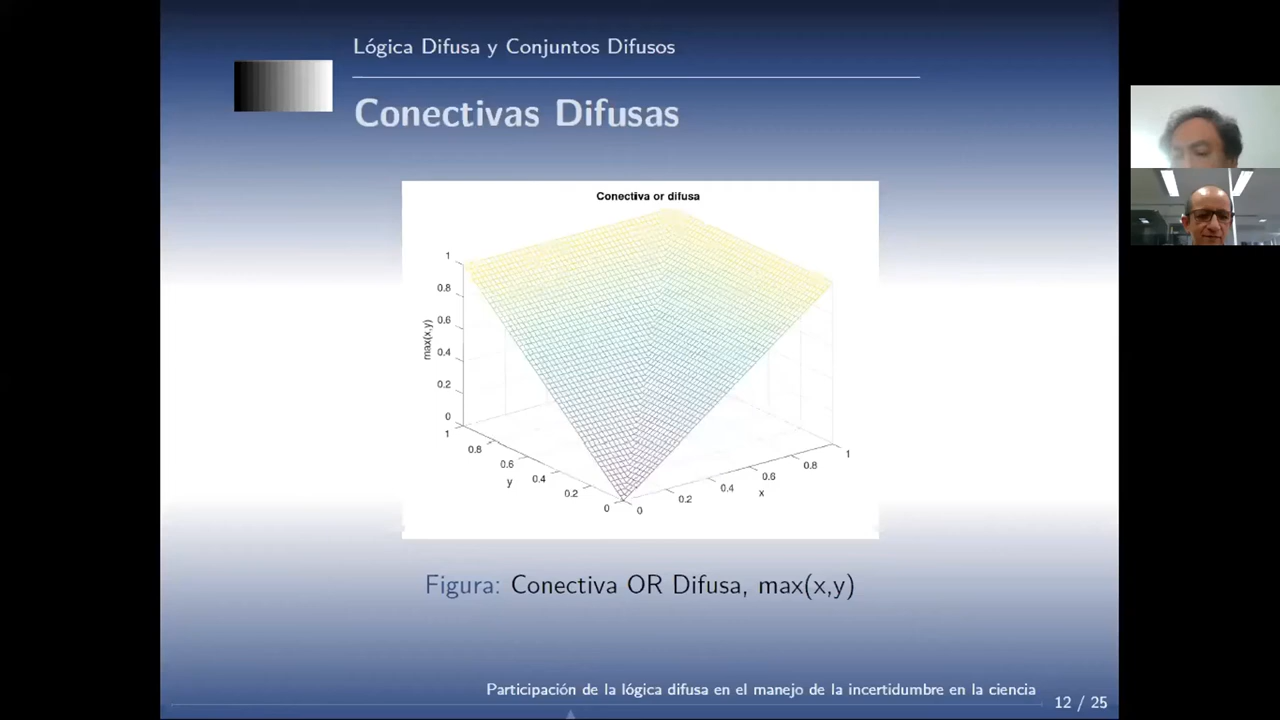 Lógica Difusa y Conjuntos Difusos
Conectivas Difusas
Conectiva or difusa
1
0.8
0.6
0.4
0.2
0
max(x,y)
1
0.8
0.6
0.4
0.2
0
y
0
0.2
0.4
0.6
0.8
1
x
Figura: Conectiva OR Difusa, max(x,y)
Participación de la lógica difusa en el manejo de la incertidumbre en la ciencia
12 / 25